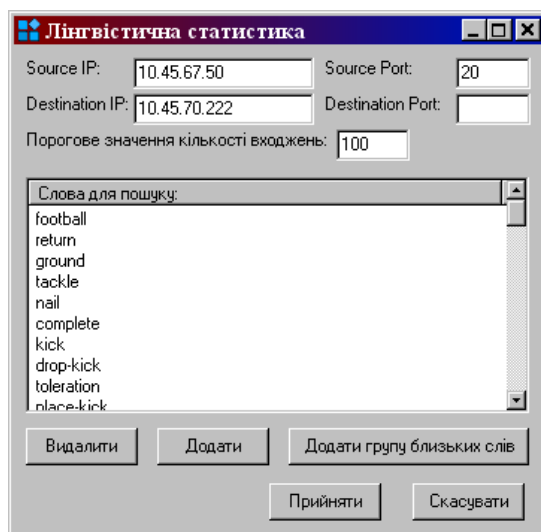 Лінгвістична статистика
Source IP: 10.45.67.50 Source Port: 20
Destination IP: 10.45.70.222 Destination Port:
Порогове значення кількості входжень: 100
Слова для пошуку:
football
return
ground
tackle
nail
complete
kick
drop-kick
toleration
place-kick
Видалити Додати Додати групу близьких слів
Прийняти Скасувати